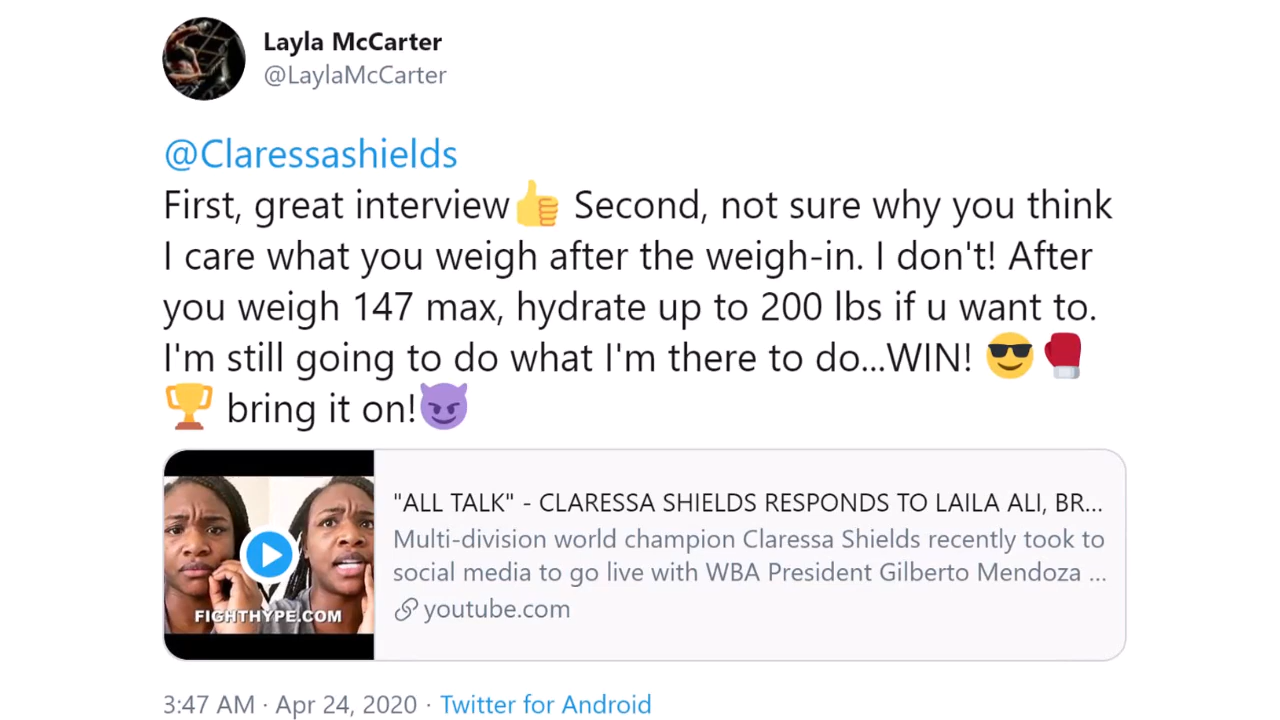 Layla McCarter
@LaylaMcCarter
@Claressashields
First, great interview👍 Second, not sure why you think
I care what you weigh after the weigh-in. I don't! After
you weigh 147 max, hydrate up to 200 lbs if u want to.
I'm still going to do what I'm there to do...WIN! 😎🥊
🏆 bring it on!😈
"ALL TALK" - CLARESSA SHIELDS RESPONDS TO LAILA ALI, BR...
Multi-division world champion Claressa Shields recently took to
social media to go live with WBA President Gilberto Mendoza ...
FIGHTHYPE.COM
youtube.com
3:47 AM · Apr 24, 2020 · Twitter for Android